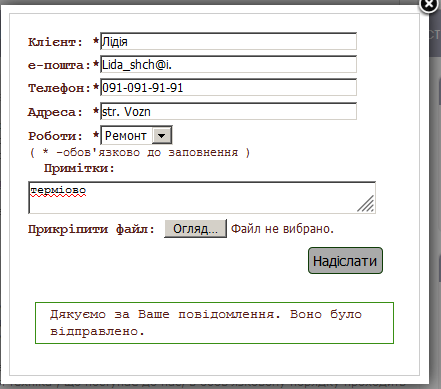 Клієнт: *Лідія
е-пошта:*Lida_shch@i.
Телефон:*091-091-91-91
Адреса: *str. Vozn
Роботи: *Ремонт
( * -обов'язково до заповнення )
Примітки:
терміово
Прикріпити файл: Огляд... Файл не вибрано.
Надіслати
Дякуємо за Ваше повідомлення. Воно було
відправлено.